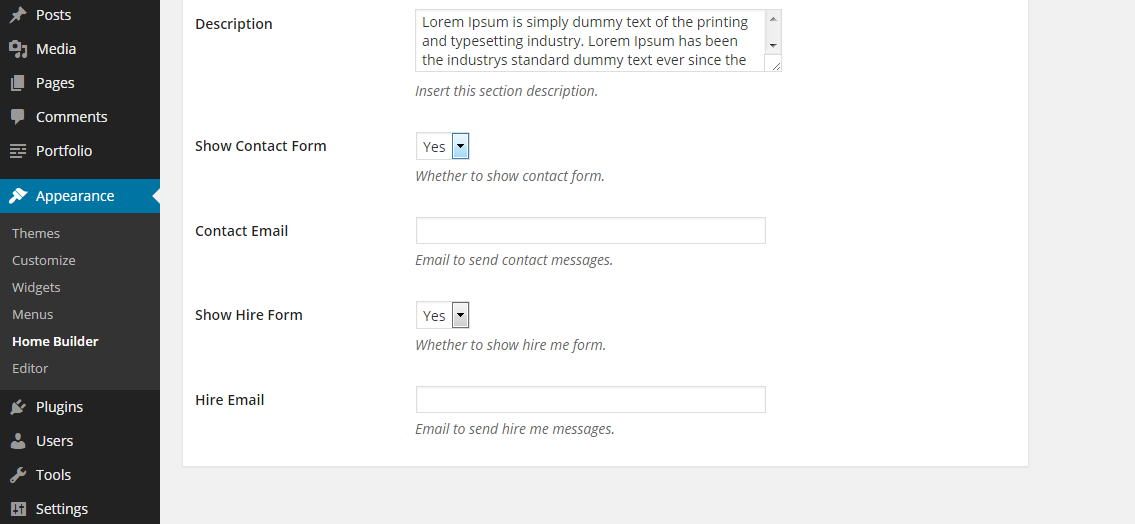 Posts
Media
Pages
Comments
Portfolio
Appearance
Themes
Customize
Widgets
Menus
Home Builder
Editor
Plugins
Users
Tools
Settings
Description
Lorem Ipsum is simply dummy text of the printing
and typesetting industry. Lorem Ipsum has been
the industrys standard dummy text ever since the
Insert this section description.
Show Contact Form
Yes
Whether to show contact form.
Contact Email
Email to send contact messages.
Show Hire Form
Yes
Whether to show hire me form.
Hire Email
Email to send hire me messages.